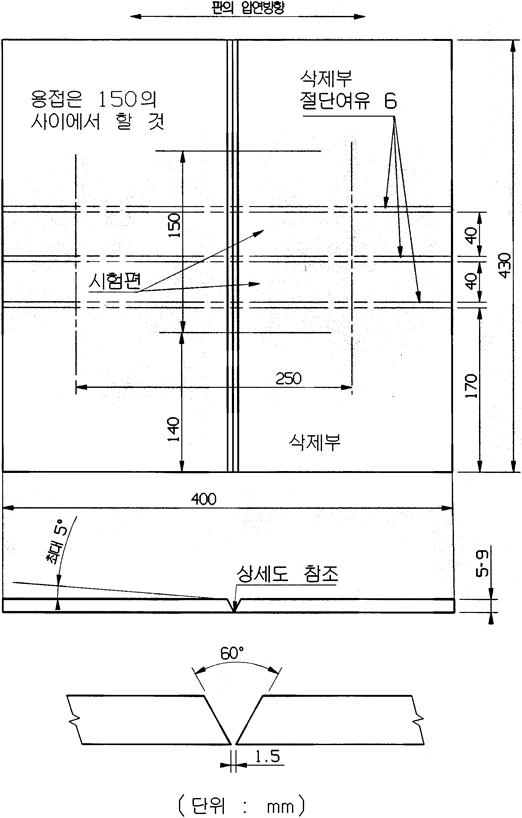 판의 압연방향
용접은 150의
사이에서 할 것
삭제부
절단여유 6
150
40
430
시험편
40
250
170
140
삭제부
400
최대 5°
상세도 참조
5-9
60°
1.5
(단위 : mm)